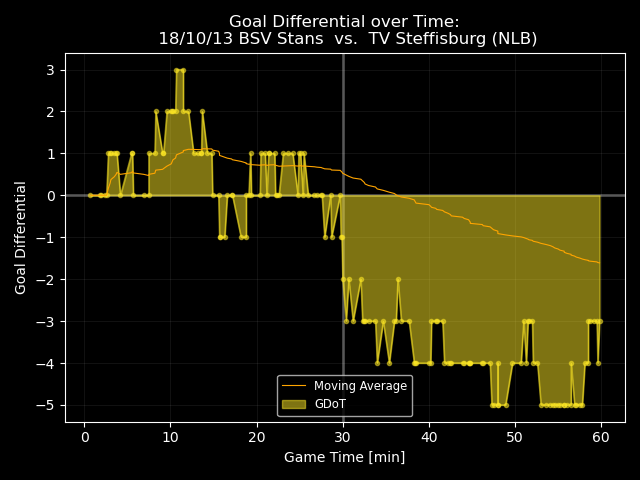 Goal Differential over Time:
18/10/13 BSV Stans  vs.  TV Steffisburg (NLB)
Goal Differential
3
2
1
0
−1
−2
−3
−4
−5
Moving Average
GDoT
0 10 20 30 40 50 60
Game Time [min]